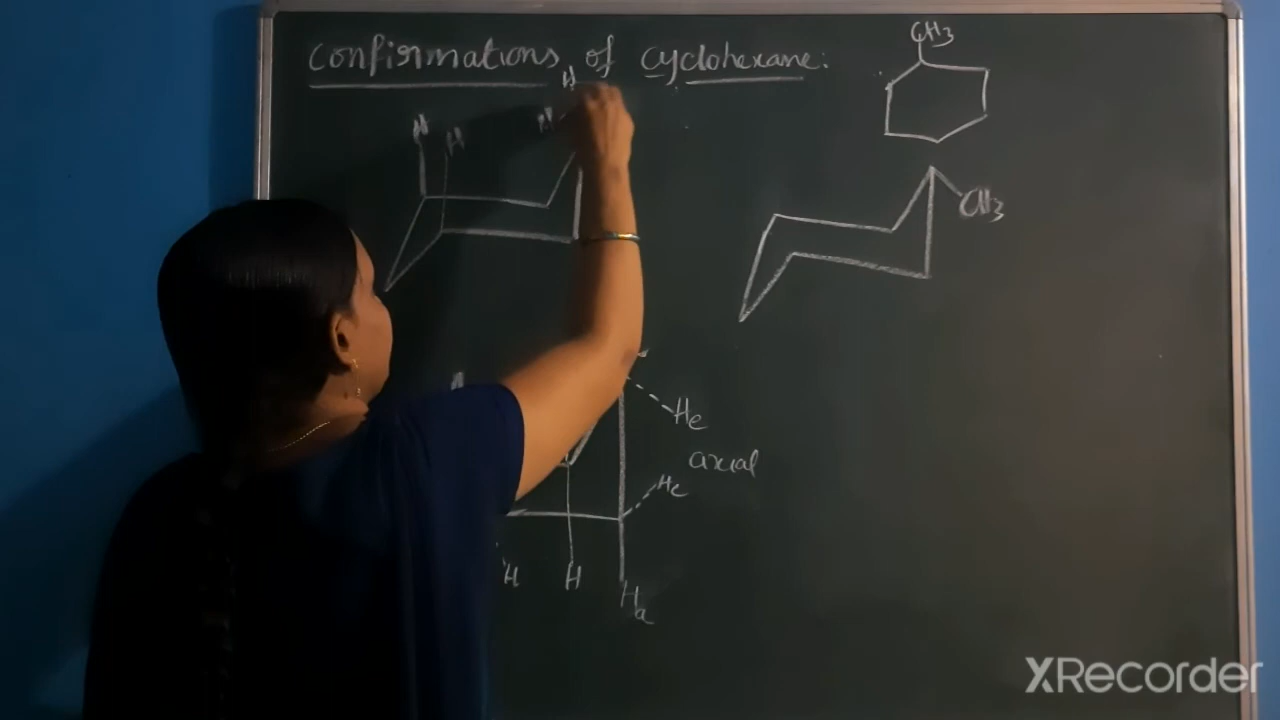 confirmations of cyclohexane:
CH3
H
H H H
CH3
H
He
axial
He
H H
Ha
XRecorder